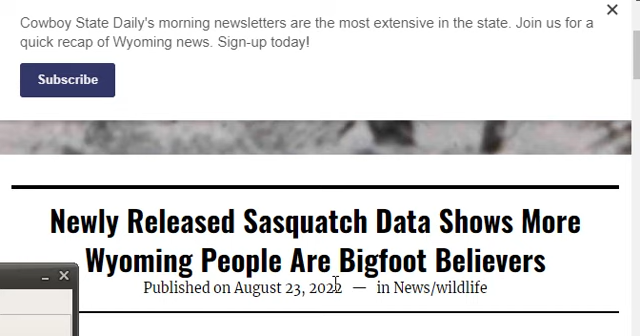 Cowboy State Daily's morning newsletters are the most extensive in the state. Join us for a
quick recap of Wyoming news. Sign-up today!
Subscribe
Newly Released Sasquatch Data Shows More
Wyoming People Are Bigfoot Believers
Published on August 23, 2022 — in News/wildlife